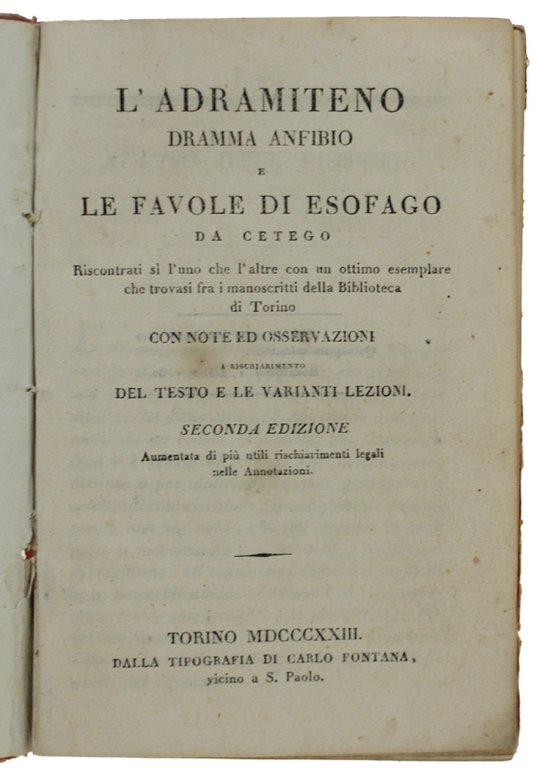 L' ADRAMITENO
DRAMMA ANFIBIO
E
LE FAVOLE DI ESOFAGO
DA CETEGO
Riscontrati sì l'uno che l'altre con un ottimo esemplare
che trovasi fra i manoscritti della Biblioteca
di Torino
CON NOTE ED OSSERVAZIONI
A RISCHIARIMENTO
DEL TESTO E LE VARIANTI LEZIONI.
SECONDA EDIZIONE
Aumentata di più utili rischiarimenti legali
nelle Annotazioni.
TORINO MDCCCXXIII.
DALLA TIPOGRAFIA DI CARLO FONTANA,
vicino a S. Paolo.